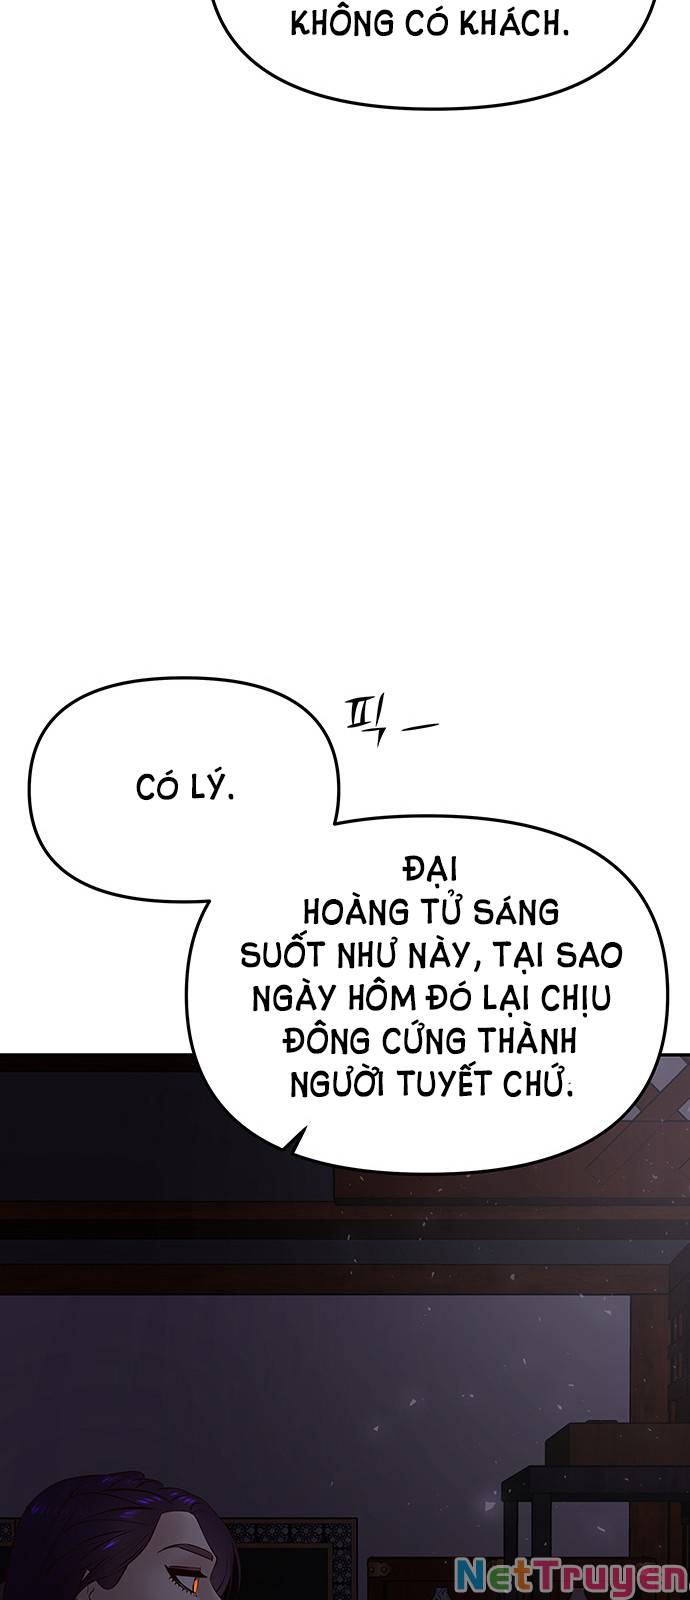 KHÔNG CÓ KHÁCH.
픽
CÓ LÝ.
ĐẠI
HOÀNG TỬ SÁNG
SUỐT NHƯ NÀY, TẠI SAO
NGÀY HÔM ĐÓ LẠI CHỊU
ĐÔNG CỨNG THÀNH
NGƯỜI TUYẾT CHỨ.
NetTruyen